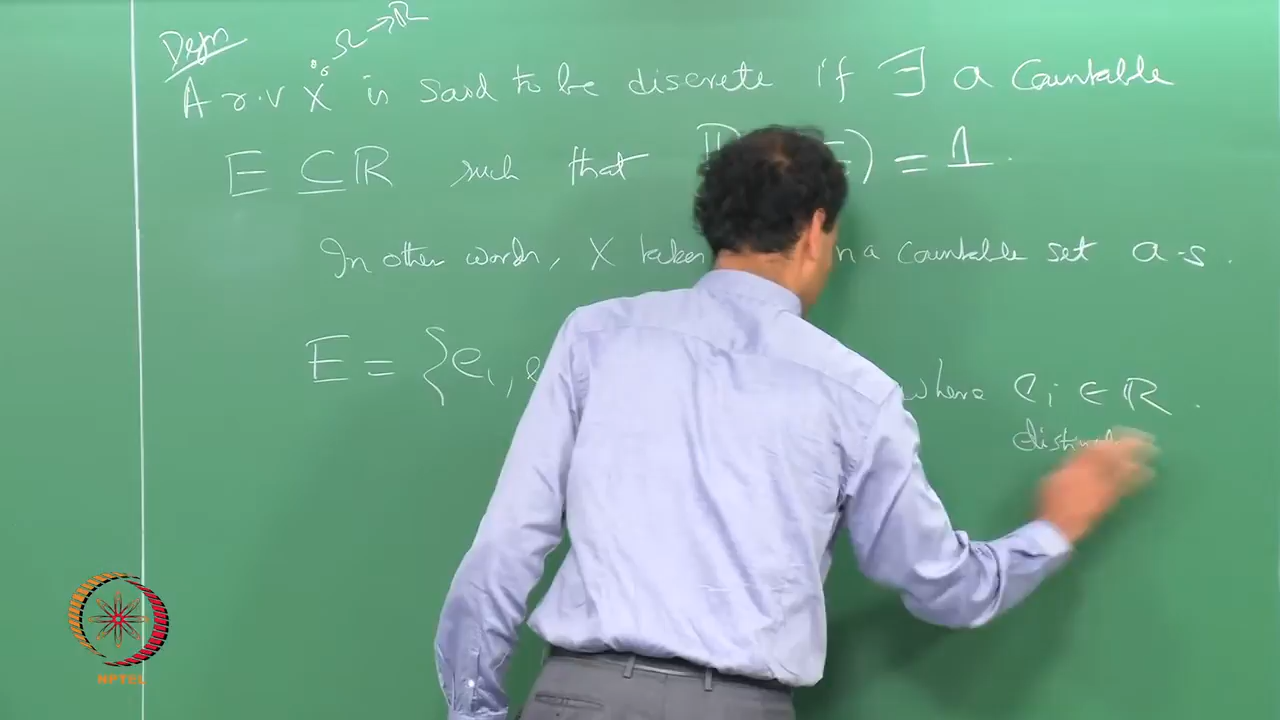 Defn Ω → ℝ
A r.v X is said to be discrete if ∃ a Countable
E ⊆ ℝ such that ) = 1.
In other words, X takes in a countable set a.s.
E = { e₁, where eᵢ ∈ ℝ.
NPTEL